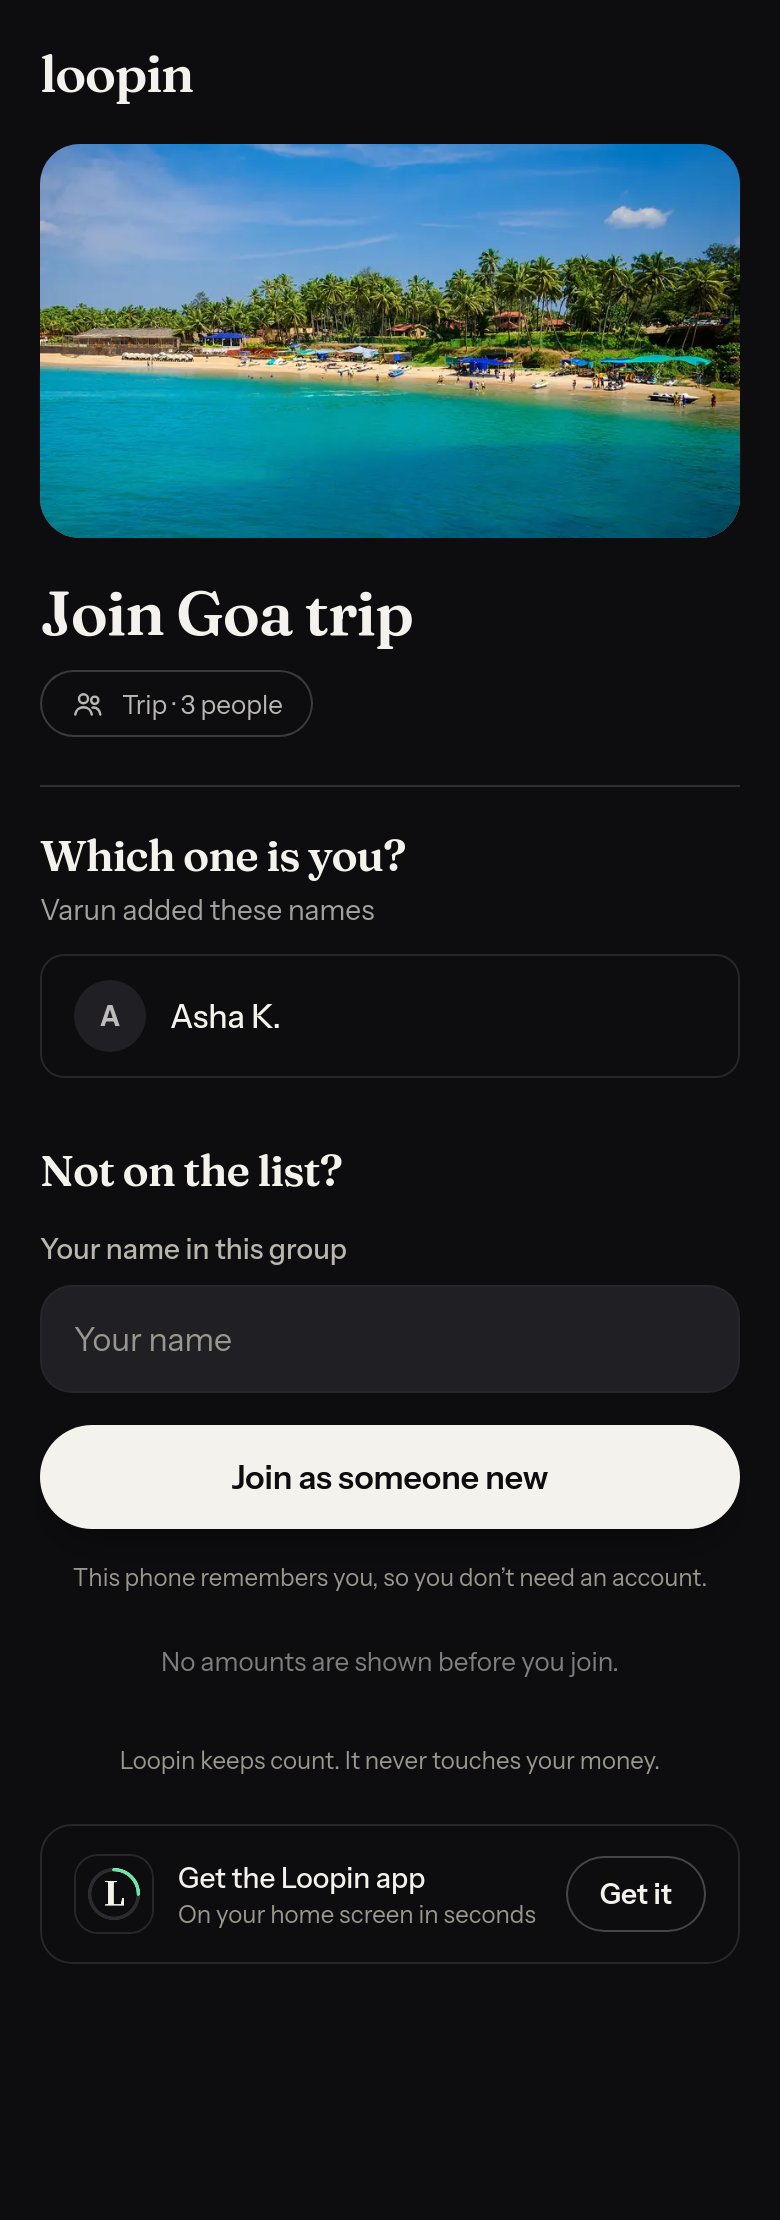 loopin
Join Goa trip
Trip · 3 people
Which one is you?
Varun added these names
A
Asha K.
Not on the list?
Your name in this group
Your name
Join as someone new
This phone remembers you, so you don’t need an account.
No amounts are shown before you join.
Loopin keeps count. It never touches your money.
L
Get the Loopin app
On your home screen in seconds
Get it